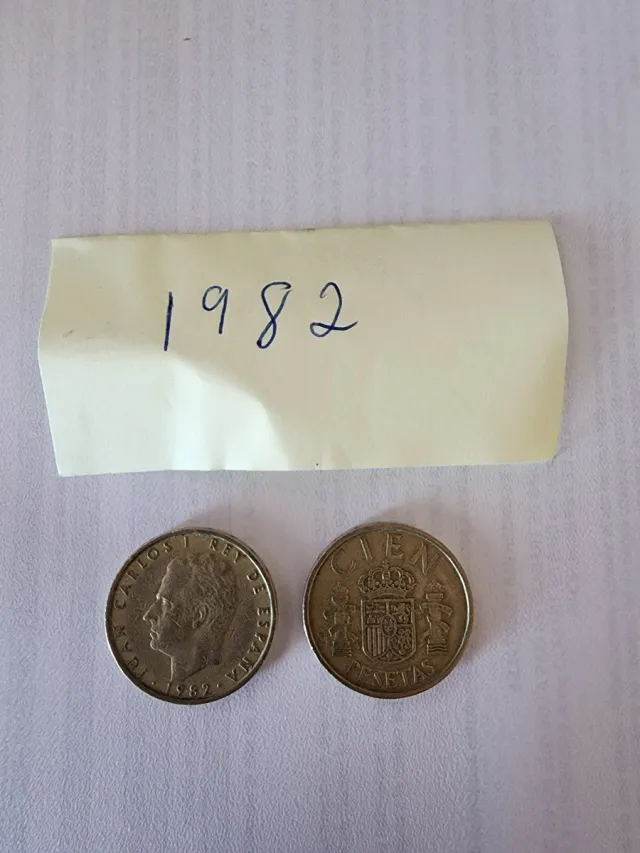 1982
JUAN CARLOS I REY DE ESPAÑA
· 1982 ·
CIEN
PESETAS